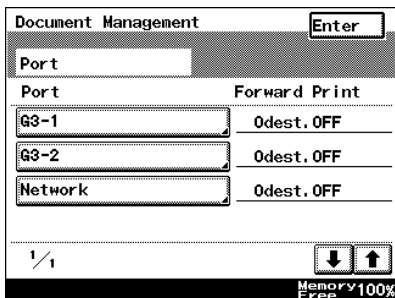 Document Management
Enter
Port
Port Forward Print
G3-1 0dest. OFF
G3-2 0dest. OFF
Network 0dest. OFF
1/1
Memory Free 100%